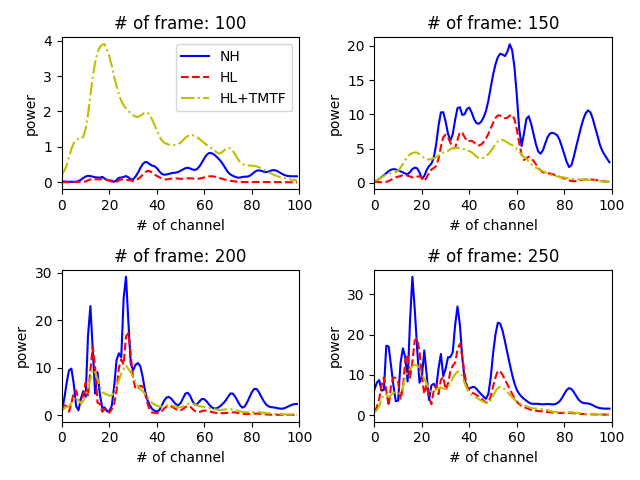 # of frame: 100
4
3
2
1
0
power
0 20 40 60 80 100
# of channel
NH
HL
HL+TMTF
# of frame: 150
20
15
10
5
0
power
0 20 40 60 80 100
# of channel
# of frame: 200
30
20
10
0
power
0 20 40 60 80 100
# of channel
# of frame: 250
30
20
10
0
power
0 20 40 60 80 100
# of channel